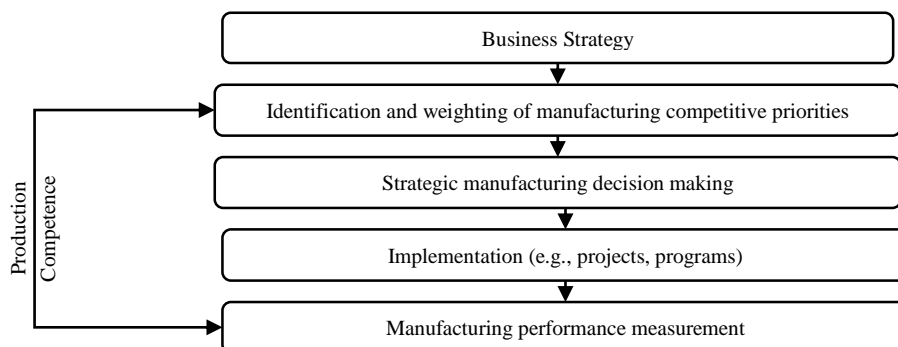 Business Strategy
Identification and weighting of manufacturing competitive priorities
Strategic manufacturing decision making
Implementation (e.g., projects, programs)
Manufacturing performance measurement
Production
Competence